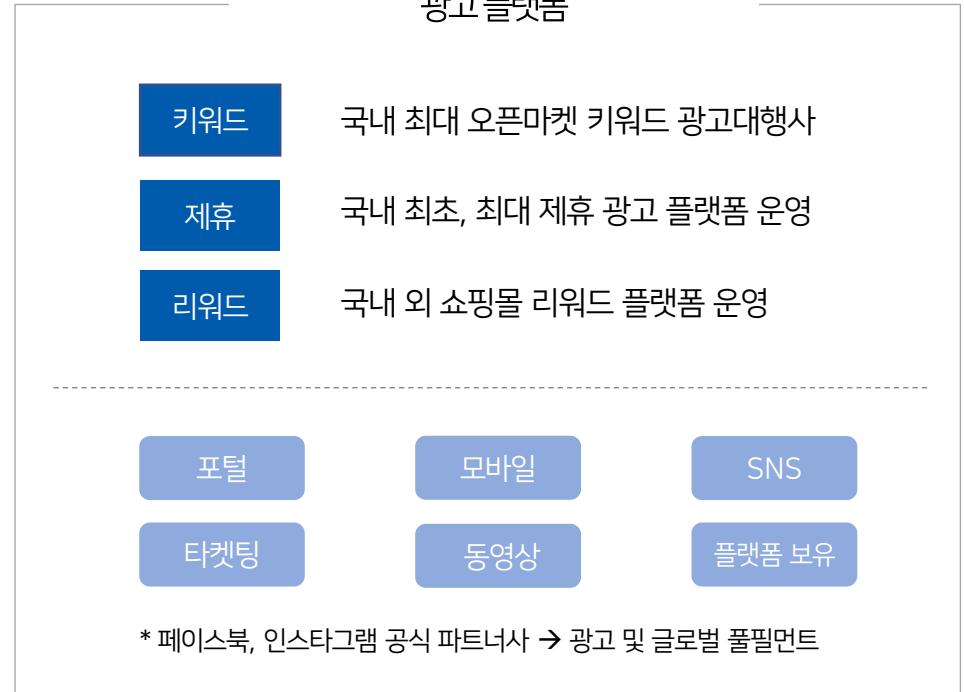 광고 플랫폼
키워드 국내 최대 오픈마켓 키워드 광고대행사
제휴 국내 최초, 최대 제휴 광고 플랫폼 운영
리워드 국내 외 쇼핑몰 리워드 플랫폼 운영
포털 모바일 SNS
타켓팅 동영상 플랫폼 보유
* 페이스북, 인스타그램 공식 파트너사 → 광고 및 글로벌 풀필먼트